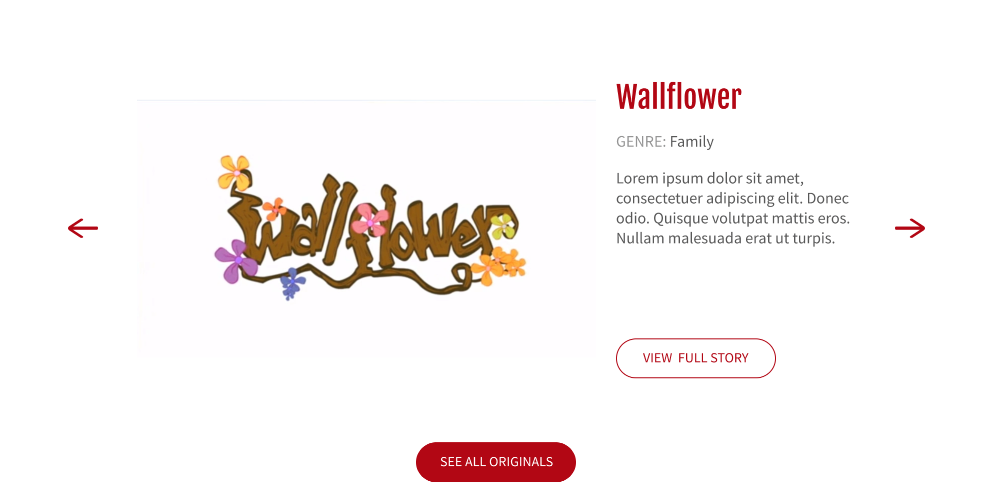 Wallflower
Wallflower
GENRE: Family
Lorem ipsum dolor sit amet,
consectetuer adipiscing elit. Donec
odio. Quisque volutpat mattis eros.
Nullam malesuada erat ut turpis.
VIEW FULL STORY
SEE ALL ORIGINALS